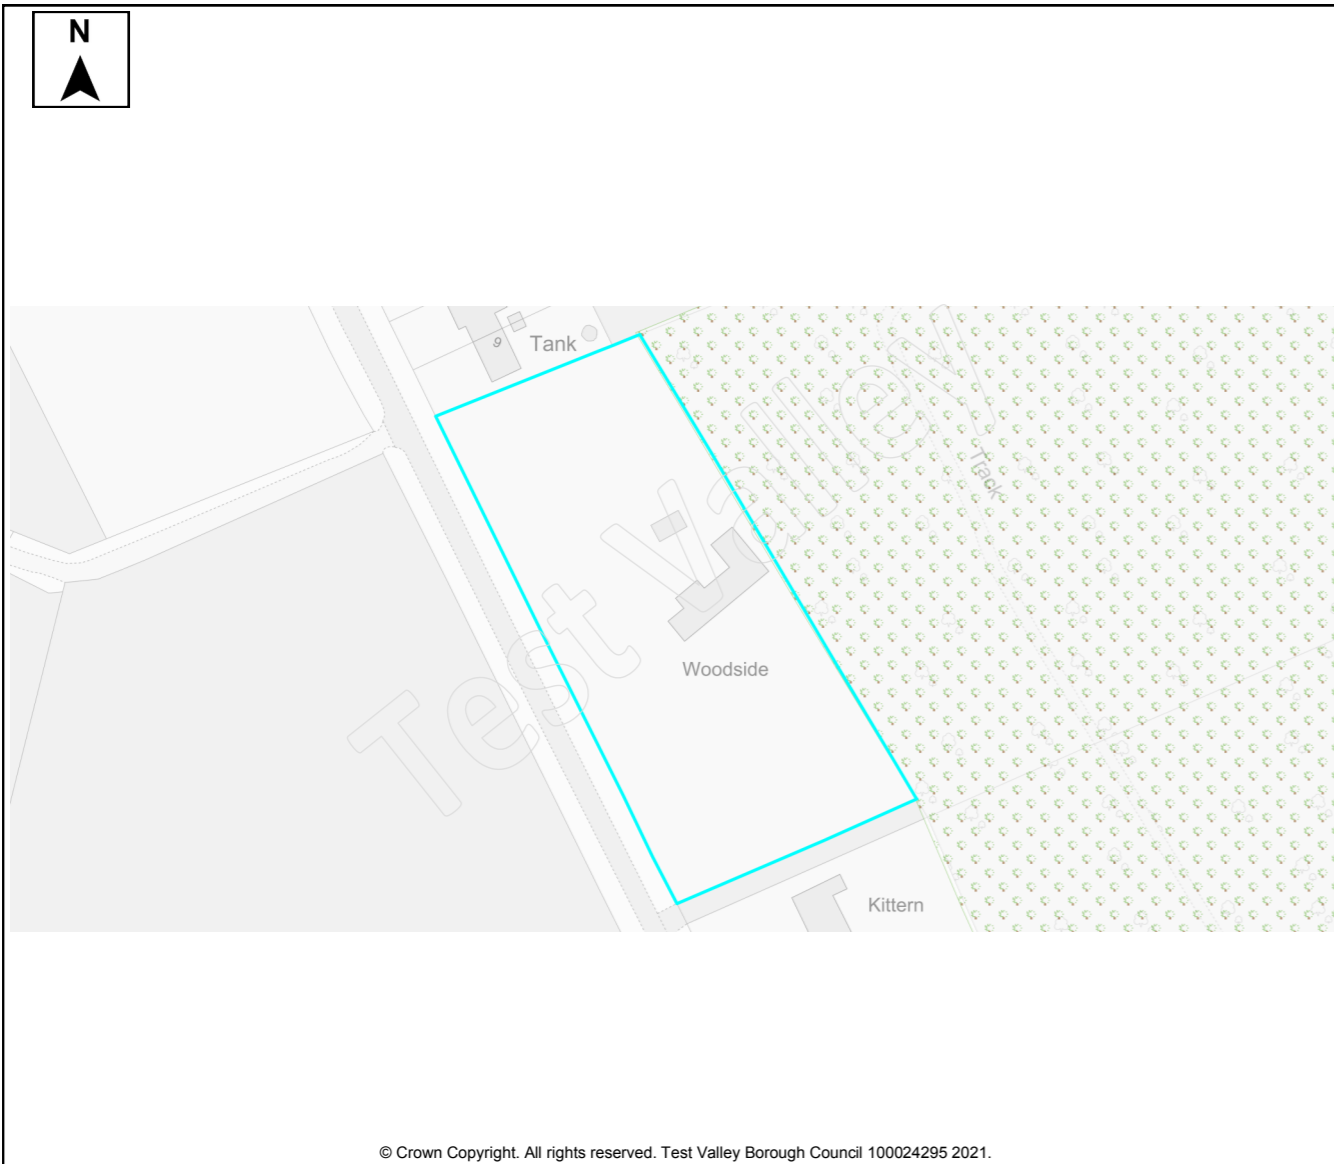 N
9
Tank
Track
Test Valley
Woodside
Kittern
© Crown Copyright. All rights reserved. Test Valley Borough Council 100024295 2021.